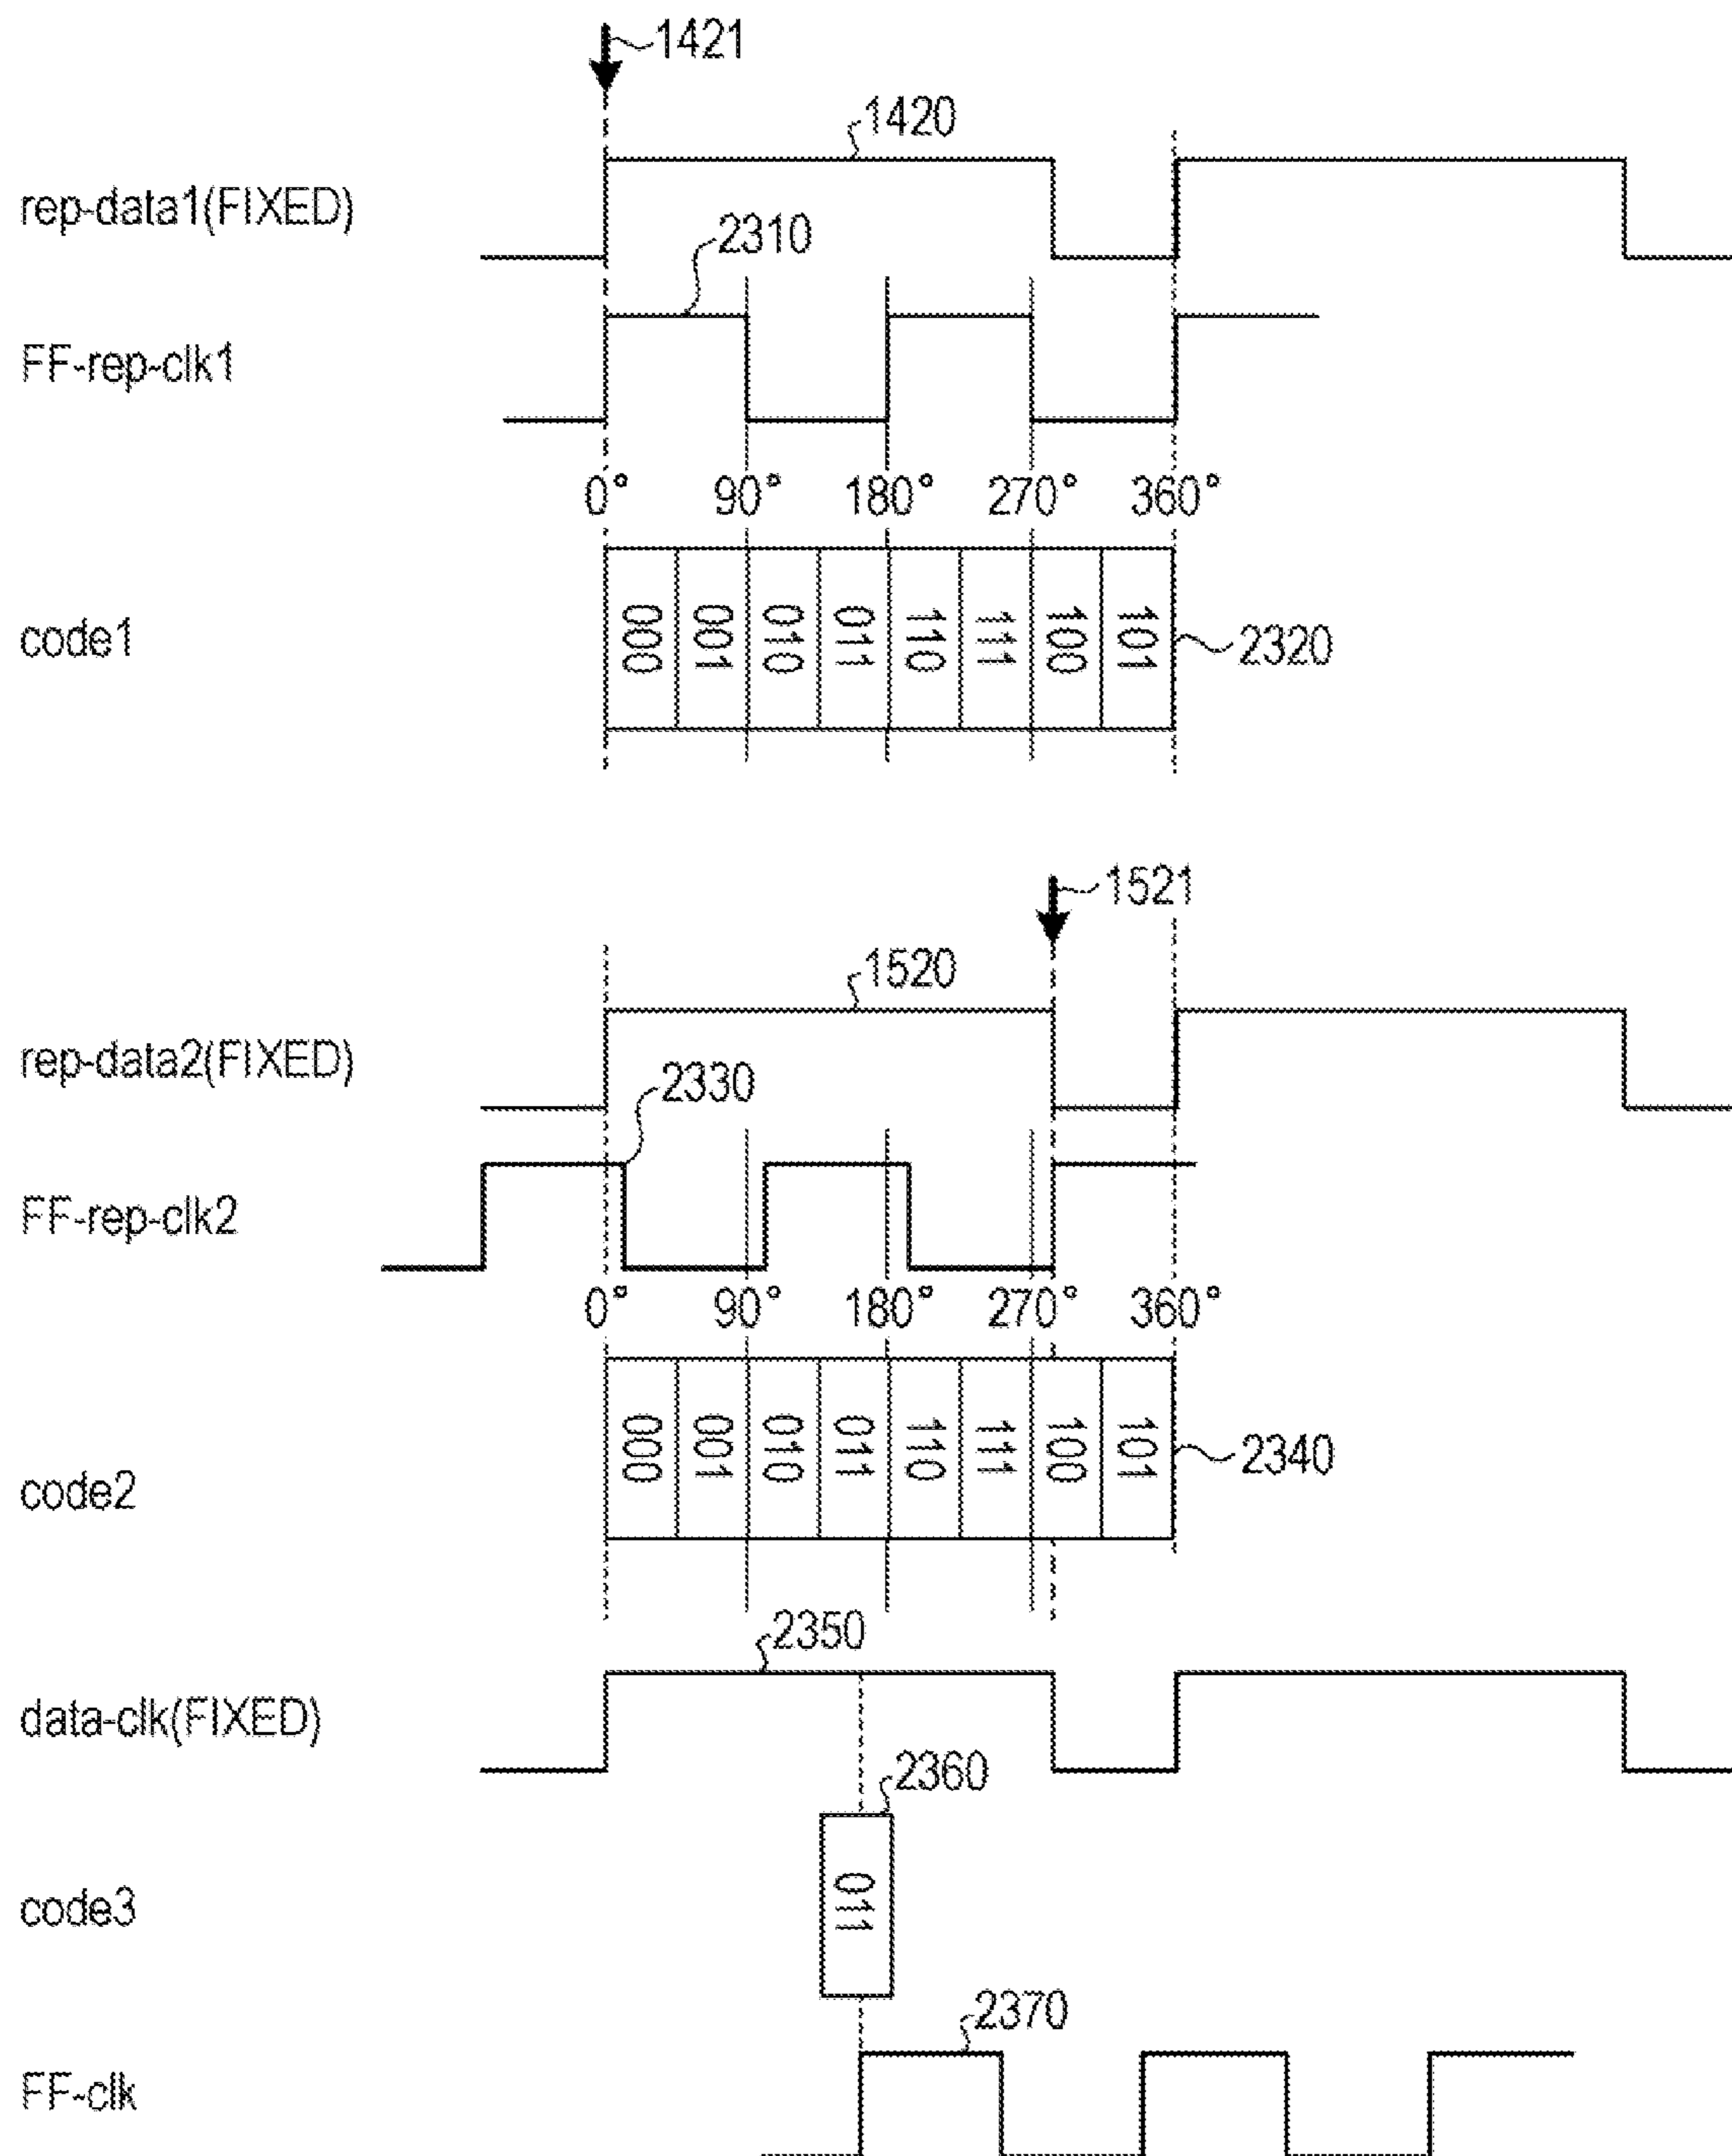 1421
1420
rep-data1(FIXED)
2310
FF-rep-clk1
0° 90° 180° 270° 360°
code1
000 001 010 011 110 111 100 101
2320
1521
1520
rep-data2(FIXED)
2330
FF-rep-clk2
0° 90° 180° 270° 360°
code2
000 001 010 011 110 111 100 101
2340
2350
data-clk(FIXED)
2360
code3
011
2370
FF-clk